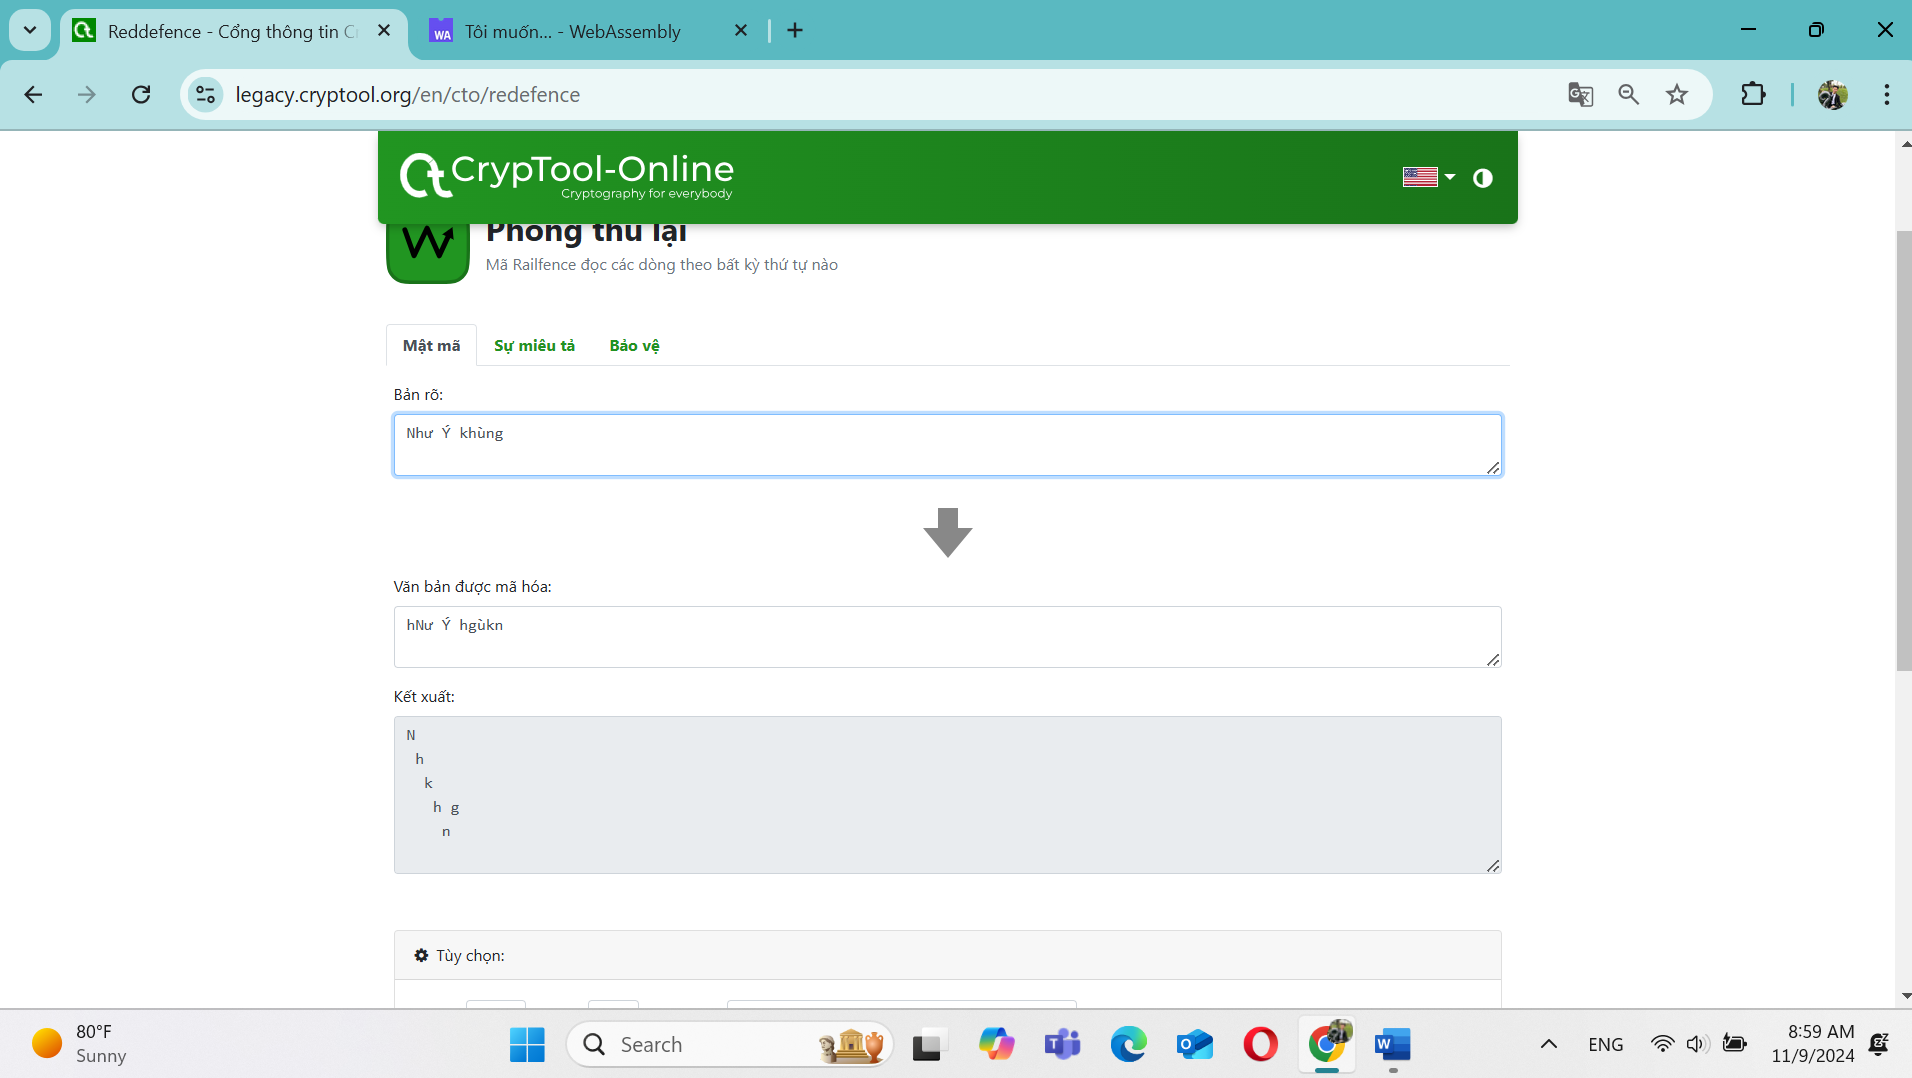 Reddefence - Cổng thông tin C
Tôi muốn... - WebAssembly
legacy.cryptool.org/en/cto/redefence
CrypTool-Online
Cryptography for everybody
Phòng thủ lại
Mã Railfence đọc các dòng theo bất kỳ thứ tự nào
Mật mã
Sự miêu tả
Bảo vệ
Bản rõ:
Như Ý khùng
Văn bản được mã hóa:
hNư Ý hgùkn
Kết xuất:
N
h
k
h g
n
Tùy chọn:
80°F
Sunny
Search
ENG
8:59 AM
11/9/2024